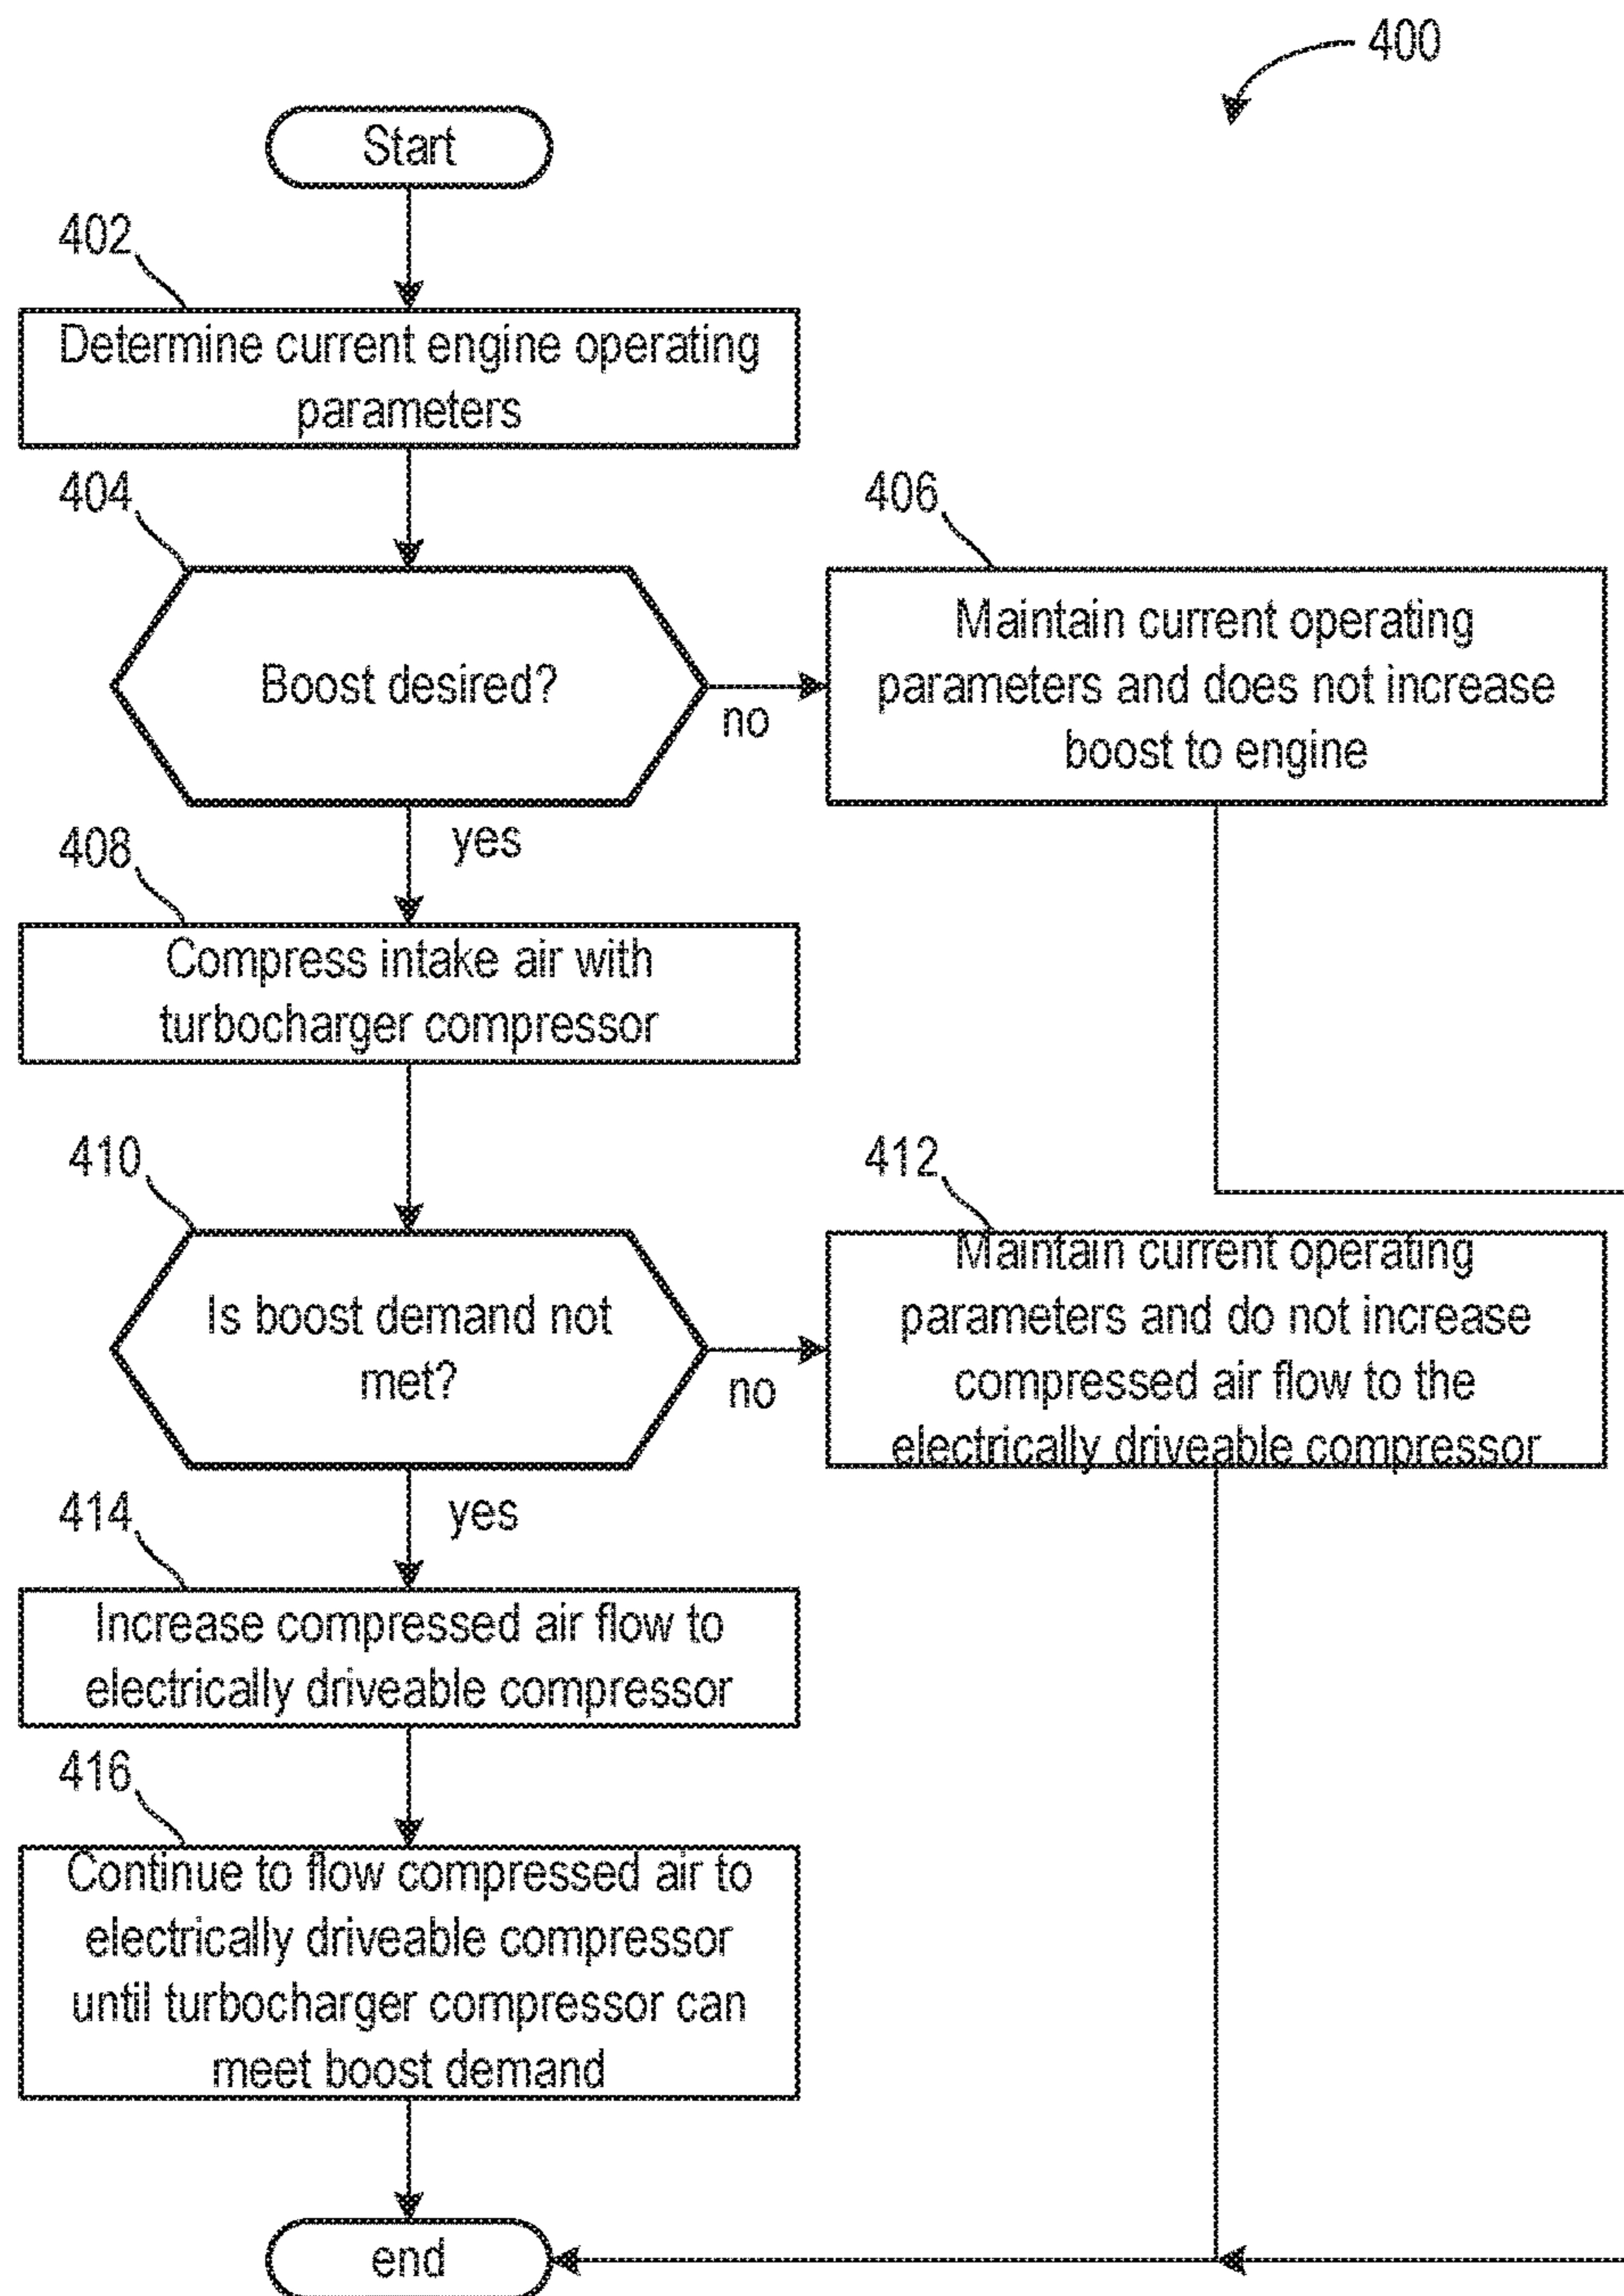 400
Start
402
Determine current engine operating
parameters
404
Boost desired?
no
406
Maintain current operating
parameters and does not increase
boost to engine
yes
408
Compress intake air with
turbocharger compressor
410
Is boost demand not
met?
no
412
Maintain current operating
parameters and do not increase
compressed air flow to the
electrically driveable compressor
yes
414
Increase compressed air flow to
electrically driveable compressor
416
Continue to flow compressed air to
electrically driveable compressor
until turbocharger compressor can
meet boost demand
end